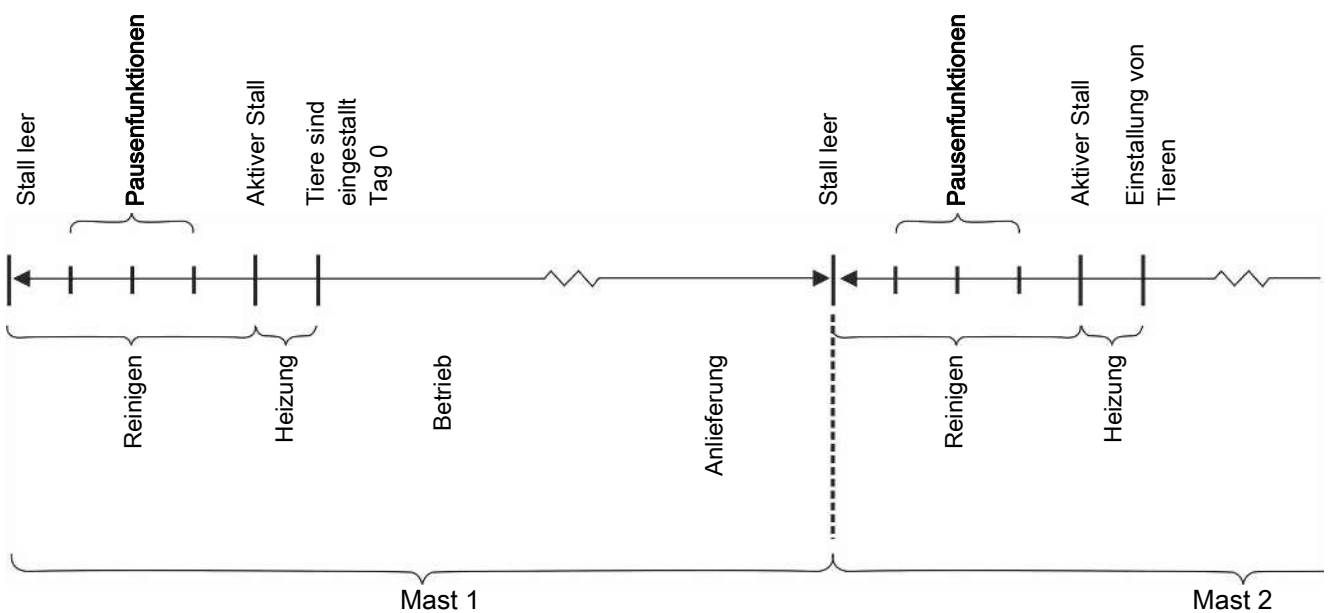 Stall leer
Pausenfunktionen
Aktiver Stall
Tiere sind
eingestallt
Tag 0
Stall leer
Pausenfunktionen
Aktiver Stall
Einstallung von
Tieren
Reinigen
Heizung
Betrieb
Anlieferung
Reinigen
Heizung
Mast 1
Mast 2